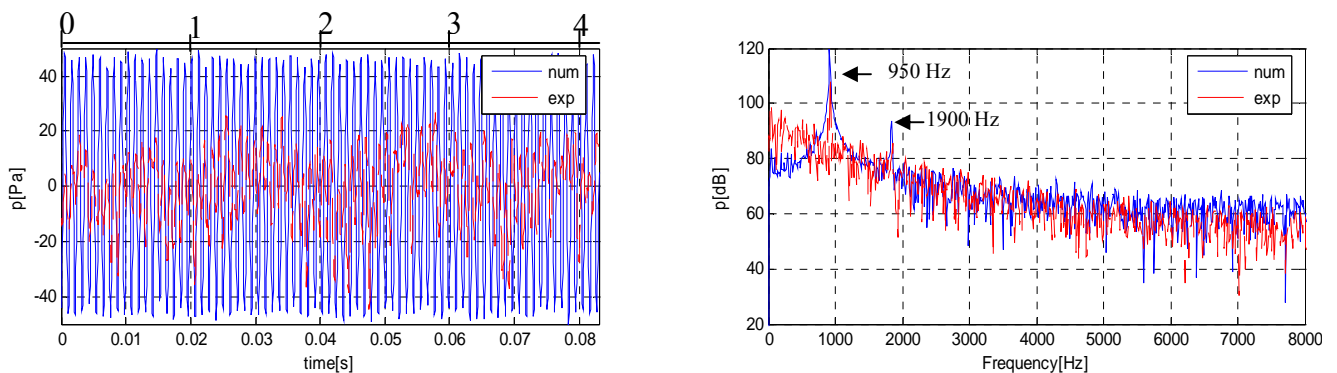 0 1 2 3 4
40
20
0
-20
-40
p[Pa]
num
exp
0 0.01 0.02 0.03 0.04 0.05 0.06 0.07 0.08
time[s]
120
100
80
60
40
20
p[dB]
950 Hz
1900 Hz
num
exp
0 1000 2000 3000 4000 5000 6000 7000 8000
Frequency[Hz]